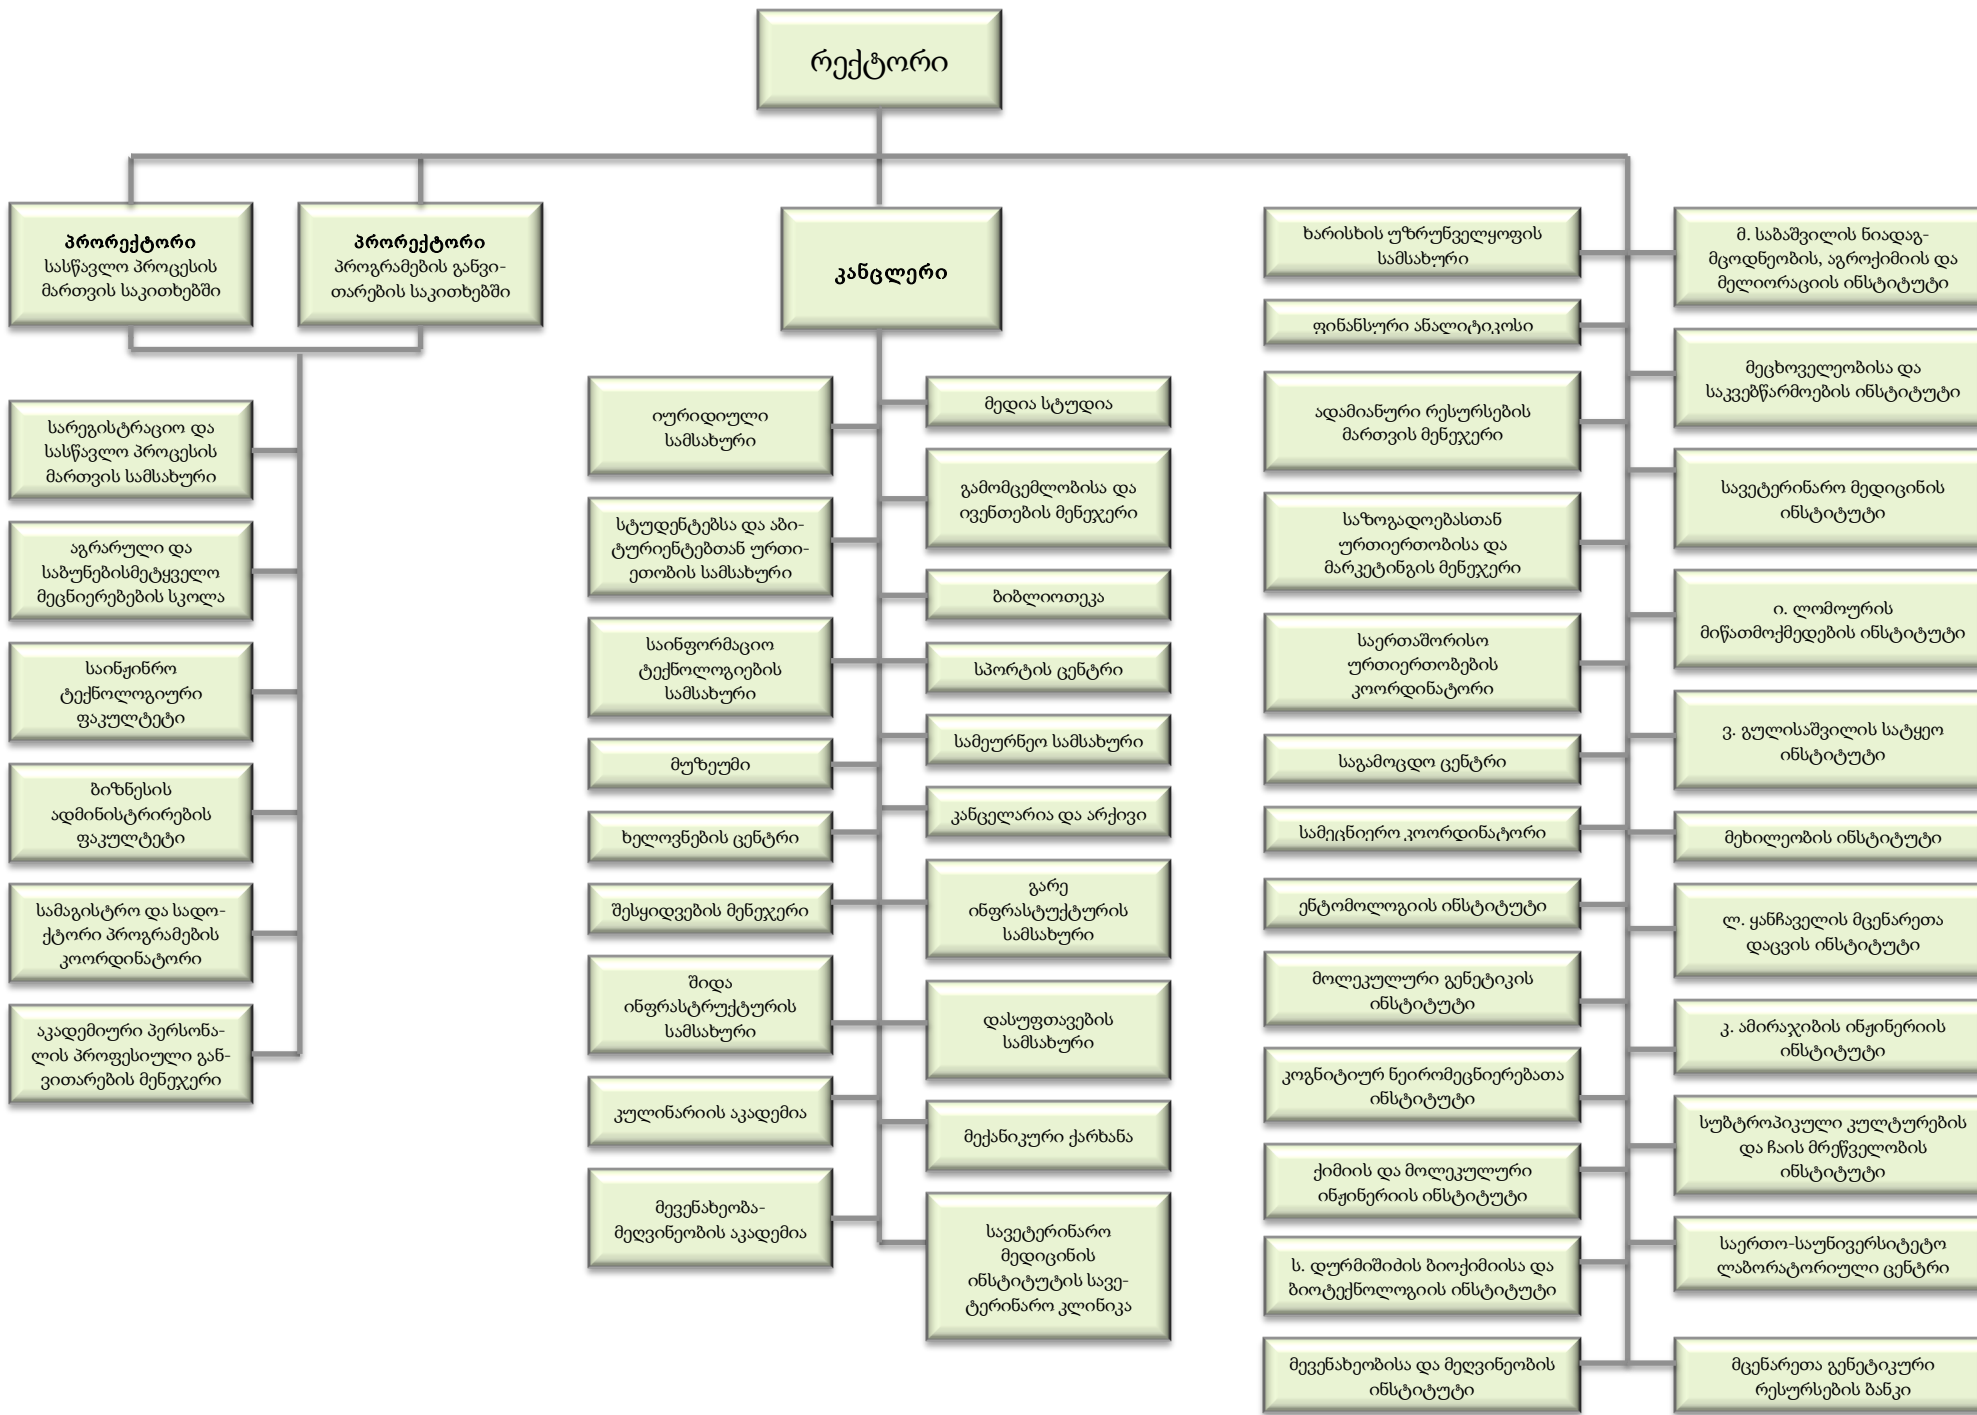 რექტორი
პრორექტორი
სასწავლო პროცესის
მართვის საკითხებში
პრორექტორი
პროგრამების განვი-
თარების საკითხებში
კანცლერი
სარეგისტრაციო და
სასწავლო პროცესის
მართვის სამსახური
აგრარული და
საბუნებისმეტყველო
მეცნიერებების სკოლა
საინჟინრო
ტექნოლოგიური
ფაკულტეტი
ბიზნესის
ადმინისტრირების
ფაკულტეტი
სამაგისტრო და სადო-
ქტორი პროგრამების
კოორდინატორი
აკადემიური პერსონა-
ლის პროფესიული გან-
ვითარების მენეჯერი
იურიდიული
სამსახური
სტუდენტებსა და აბი-
ტურიენტებთან ურთი-
ეთობის სამსახური
საინფორმაციო
ტექნოლოგიების
სამსახური
მუზეუმი
ხელოვნების ცენტრი
შესყიდვების მენეჯერი
შიდა
ინფრასტრუქტურის
სამსახური
კულინარიის აკადემია
მევენახეობა-
მეღვინეობის აკადემია
მედია სტუდია
გამომცემლობისა და
ივენთების მენეჯერი
ბიბლიოთეკა
სპორტის ცენტრი
სამეურნეო სამსახური
კანცელარია და არქივი
გარე
ინფრასტუქტურის
სამსახური
დასუფთავების
სამსახური
მექანიკური ქარხანა
სავეტერინარო
მედიცინის
ინსტიტუტის სავე-
ტერინარო კლინიკა
ხარისხის უზრუნველყოფის
სამსახური
ფინანსური ანალიტიკოსი
ადამიანური რესურსების
მართვის მენეჯერი
საზოგადოებასთან
ურთიერთობისა და
მარკეტინგის მენეჯერი
საერთაშორისო
ურთიერთობების
კოორდინატორი
საგამოცდო ცენტრი
სამეცნიერო კოორდინატორი
ენტომოლოგიის ინსტიტუტი
მოლეკულური გენეტიკის
ინსტიტუტი
კოგნიტიურ ნეირომეცნიერებათა
ინსტიტუტი
ქიმიის და მოლეკულური
ინჟინერიის ინსტიტუტი
ს. დურმიშიძის ბიოქიმიისა და
ბიოტექნოლოგიის ინსტიტუტი
მევენახეობისა და მეღვინეობის
ინსტიტუტი
მ. საბაშვილის ნიადაგ-
მცოდნეობის, აგროქიმიის და
მელიორაციის ინსტიტუტი
მეცხოველეობისა და
საკვებწარმოების ინსტიტუტი
სავეტერინარო მედიცინის
ინსტიტუტი
ი. ლომოურის
მიწათმოქმედების ინსტიტუტი
ვ. გულისაშვილის სატყეო
ინსტიტუტი
მეხილეობის ინსტიტუტი
ლ. ყანჩაველის მცენარეთა
დაცვის ინსტიტუტი
კ. ამირაჯიბის ინჟინერიის
ინსტიტუტი
სუბტროპიკული კულტურების
და ჩაის მრეწველობის
ინსტიტუტი
საერთო-საუნივერსიტეტო
ლაბორატორიული ცენტრი
მცენარეთა გენეტიკური
რესურსების ბანკი